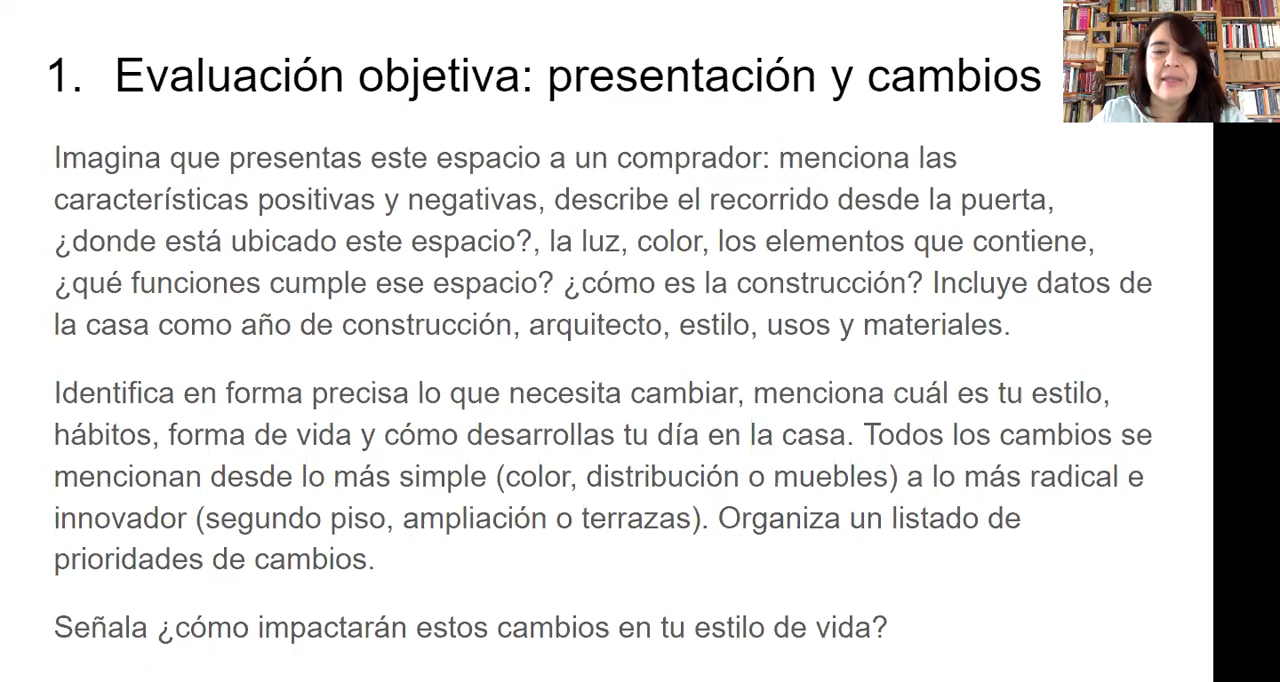 1. Evaluación objetiva: presentación y cambios
Imagina que presentas este espacio a un comprador: menciona las
características positivas y negativas, describe el recorrido desde la puerta,
¿donde está ubicado este espacio?, la luz, color, los elementos que contiene,
¿qué funciones cumple ese espacio? ¿cómo es la construcción? Incluye datos de
la casa como año de construcción, arquitecto, estilo, usos y materiales.
Identifica en forma precisa lo que necesita cambiar, menciona cuál es tu estilo,
hábitos, forma de vida y cómo desarrollas tu día en la casa. Todos los cambios se
mencionan desde lo más simple (color, distribución o muebles) a lo más radical e
innovador (segundo piso, ampliación o terrazas). Organiza un listado de
prioridades de cambios.
Señala ¿cómo impactarán estos cambios en tu estilo de vida?